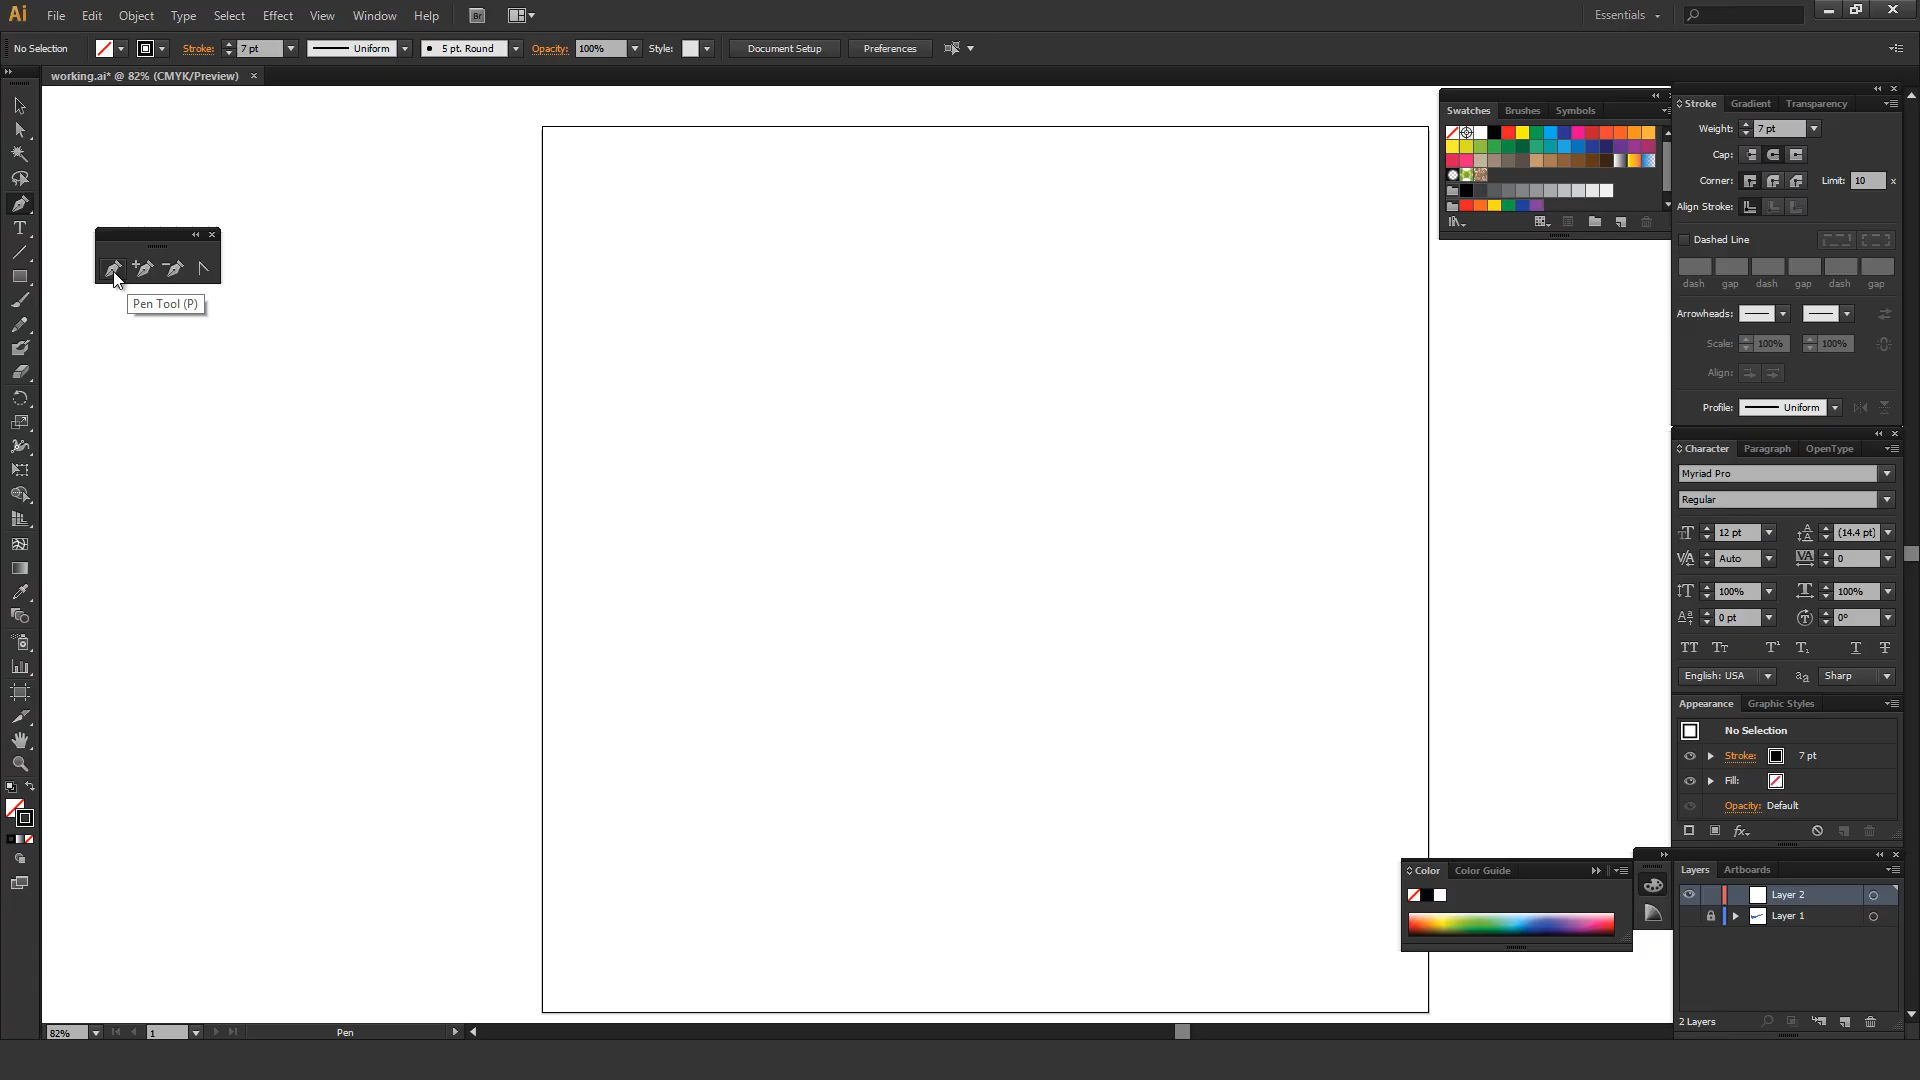 Ai File Edit Object Type Select Effect View Window Help Br Essentials
No Selection Stroke: 7 pt Uniform 5 pt. Round Opacity: 100% Style: Document Setup Preferences
working.ai* @ 82% (CMYK/Preview)
Pen Tool (P)
Swatches Brushes Symbols
Stroke Gradient Transparency
Weight: 7 pt
Cap:
Corner: Limit: 10 x
Align Stroke:
Dashed Line
dash gap dash gap dash gap
Arrowheads:
Scale: 100% 100%
Align:
Profile: Uniform
Character Paragraph OpenType
Myriad Pro
Regular
12 pt (14.4 pt)
Auto 0
100% 100%
0 pt 0°
English: USA Sharp
Appearance Graphic Styles
No Selection
Stroke: 7 pt
Fill:
Opacity: Default
fx
Color Color Guide
Layers Artboards
Layer 2
Layer 1
2 Layers
82% 1 Pen